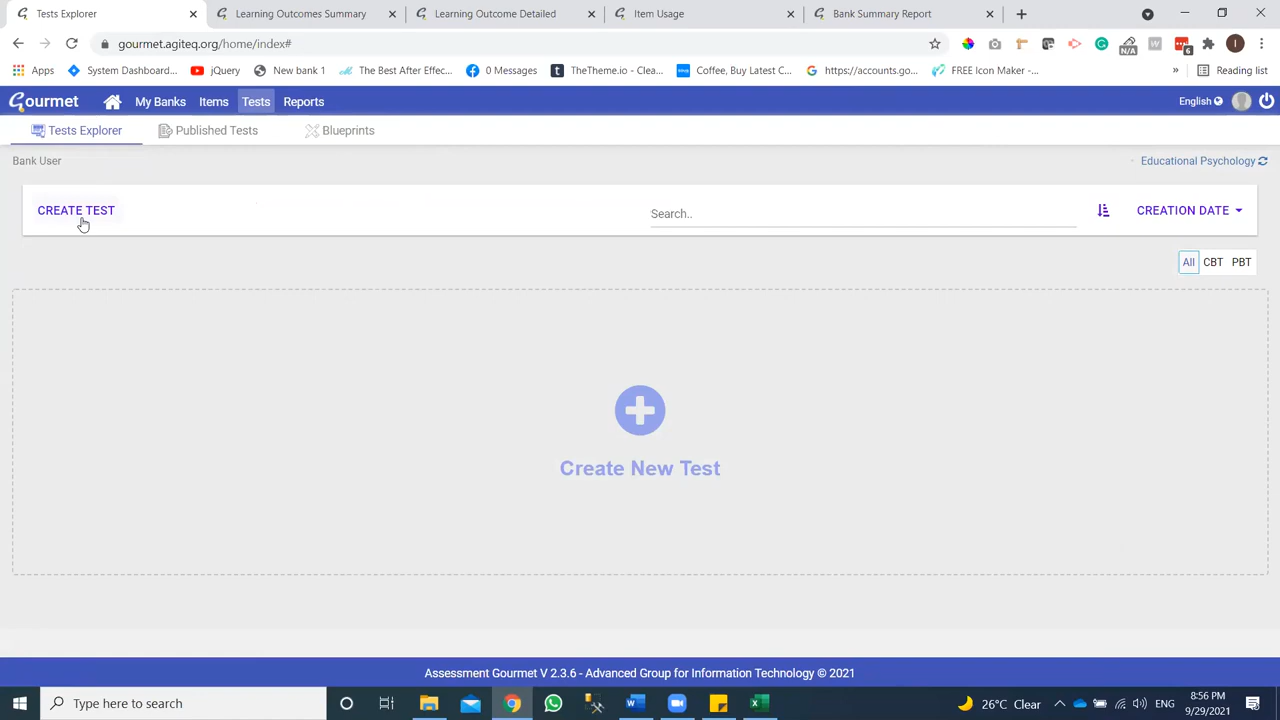 Tests Explorer
Learning Outcomes Summary
Learning Outcome Detailed
Item Usage
Bank Summary Report
gourmet.agiteq.org/home/index#
N/A
6
I
Apps
System Dashboard...
jQuery
New bank 1
The Best After Effec...
0 Messages
TheTheme.io - Clea...
Coffee, Buy Latest C...
https://accounts.go...
FREE Icon Maker -...
»
Reading list
Gourmet
My Banks
Items
Tests
Reports
English
Tests Explorer
Published Tests
Blueprints
Bank User
Educational Psychology
CREATE TEST
Search..
CREATION DATE
All
CBT
PBT
Create New Test
Assessment Gourmet V 2.3.6 - Advanced Group for Information Technology © 2021
Type here to search
26°C Clear
ENG
8:56 PM
9/29/2021